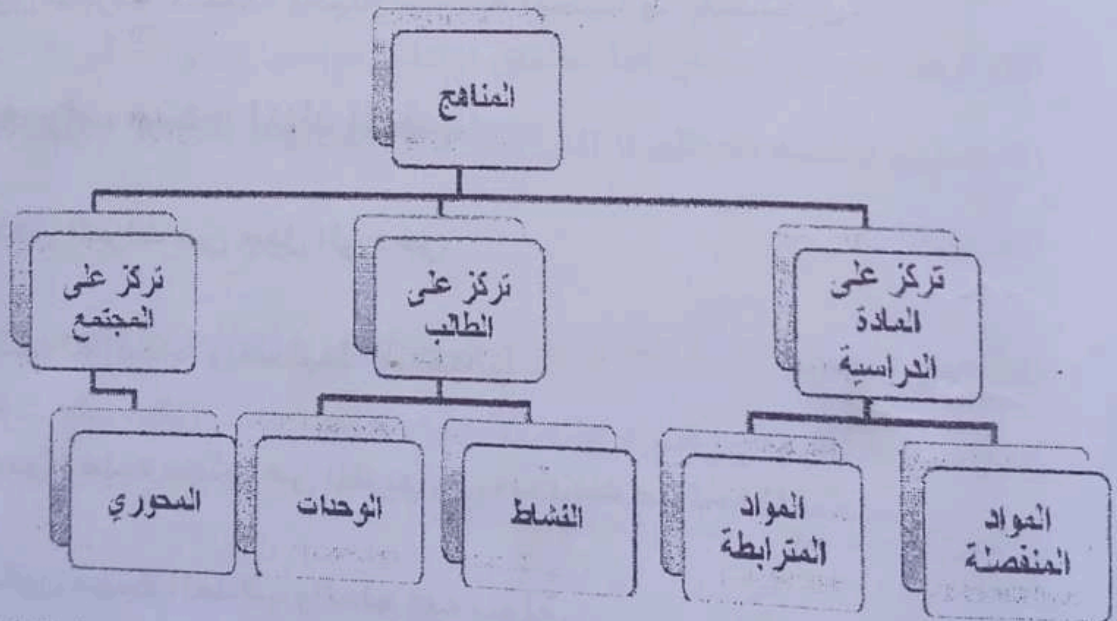 المناهج
تركز على
المادة
الدراسية
تركز على
الطالب
تركز على
المجتمع
المواد
المنفصلة
المواد
المترابطة
النشاط
الوحدات
المحوري